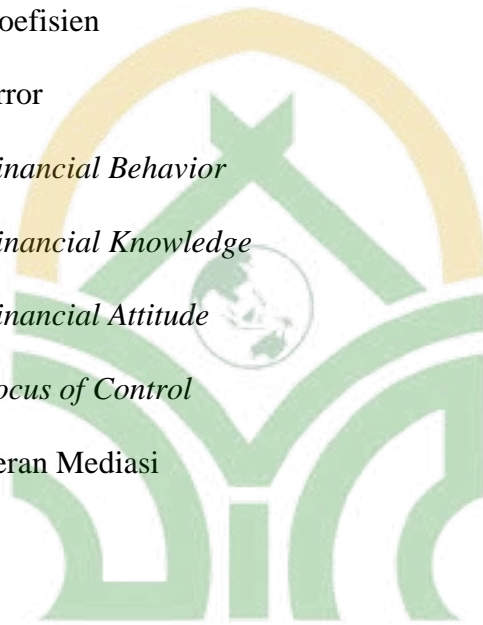 oefisien
rror
inancial Behavior
inancial Knowledge
inancial Attitude
ocus of Control
eran Mediasi